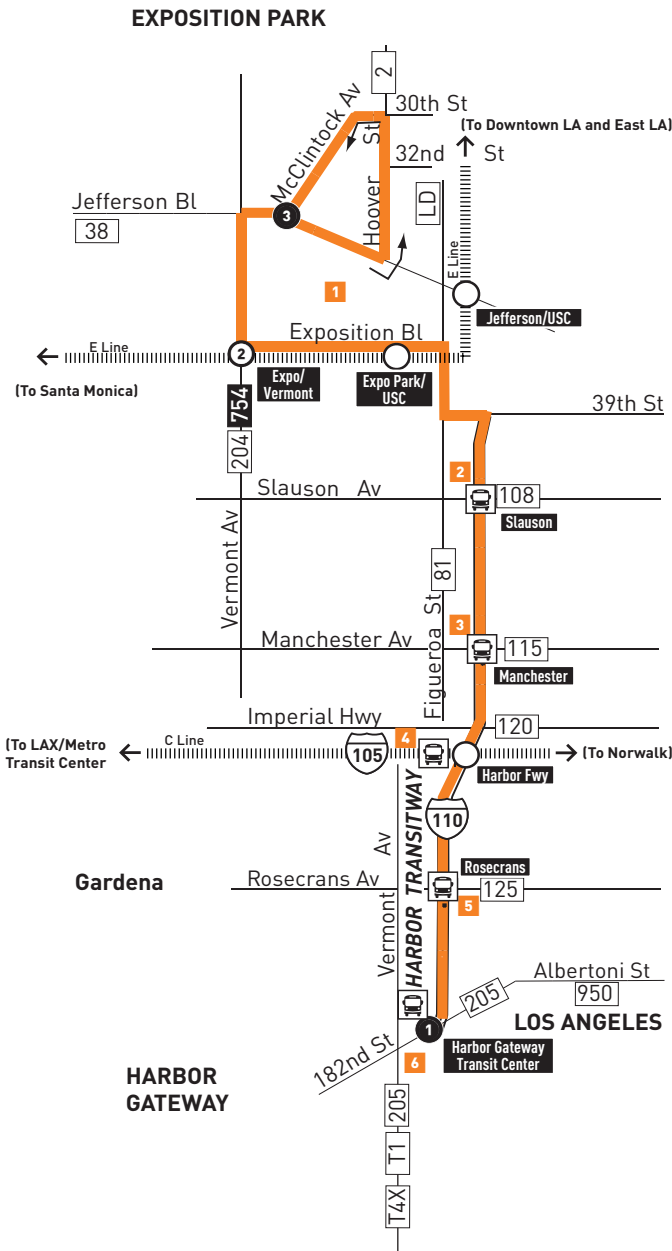 EXPOSITION PARK
2
30th St
(To Downtown LA and East LA)
McClintock Av
St
32nd
St
Jefferson Bl
38
3
Hoover
LD
E Line
1
Jefferson/USC
Exposition Bl
E Line
2
(To Santa Monica)
Expo/
Vermont
Expo Park/
USC
39th St
754
204
2
Slauson Av
108
Slauson
Vermont Av
81
Figueroa St
3
Manchester Av
115
Manchester
Imperial Hwy
120
(To LAX/Metro
Transit Center
C Line
4
105
(To Norwalk)
Harbor Fwy
110
HARBOR TRANSITWAY
Vermont Av
Gardena
Rosecrans
Rosecrans Av
125
5
Albertoni St
205
950
LOS ANGELES
1
182nd St
Harbor Gateway
Transit Center
6
HARBOR
GATEWAY
205
T1
T4X